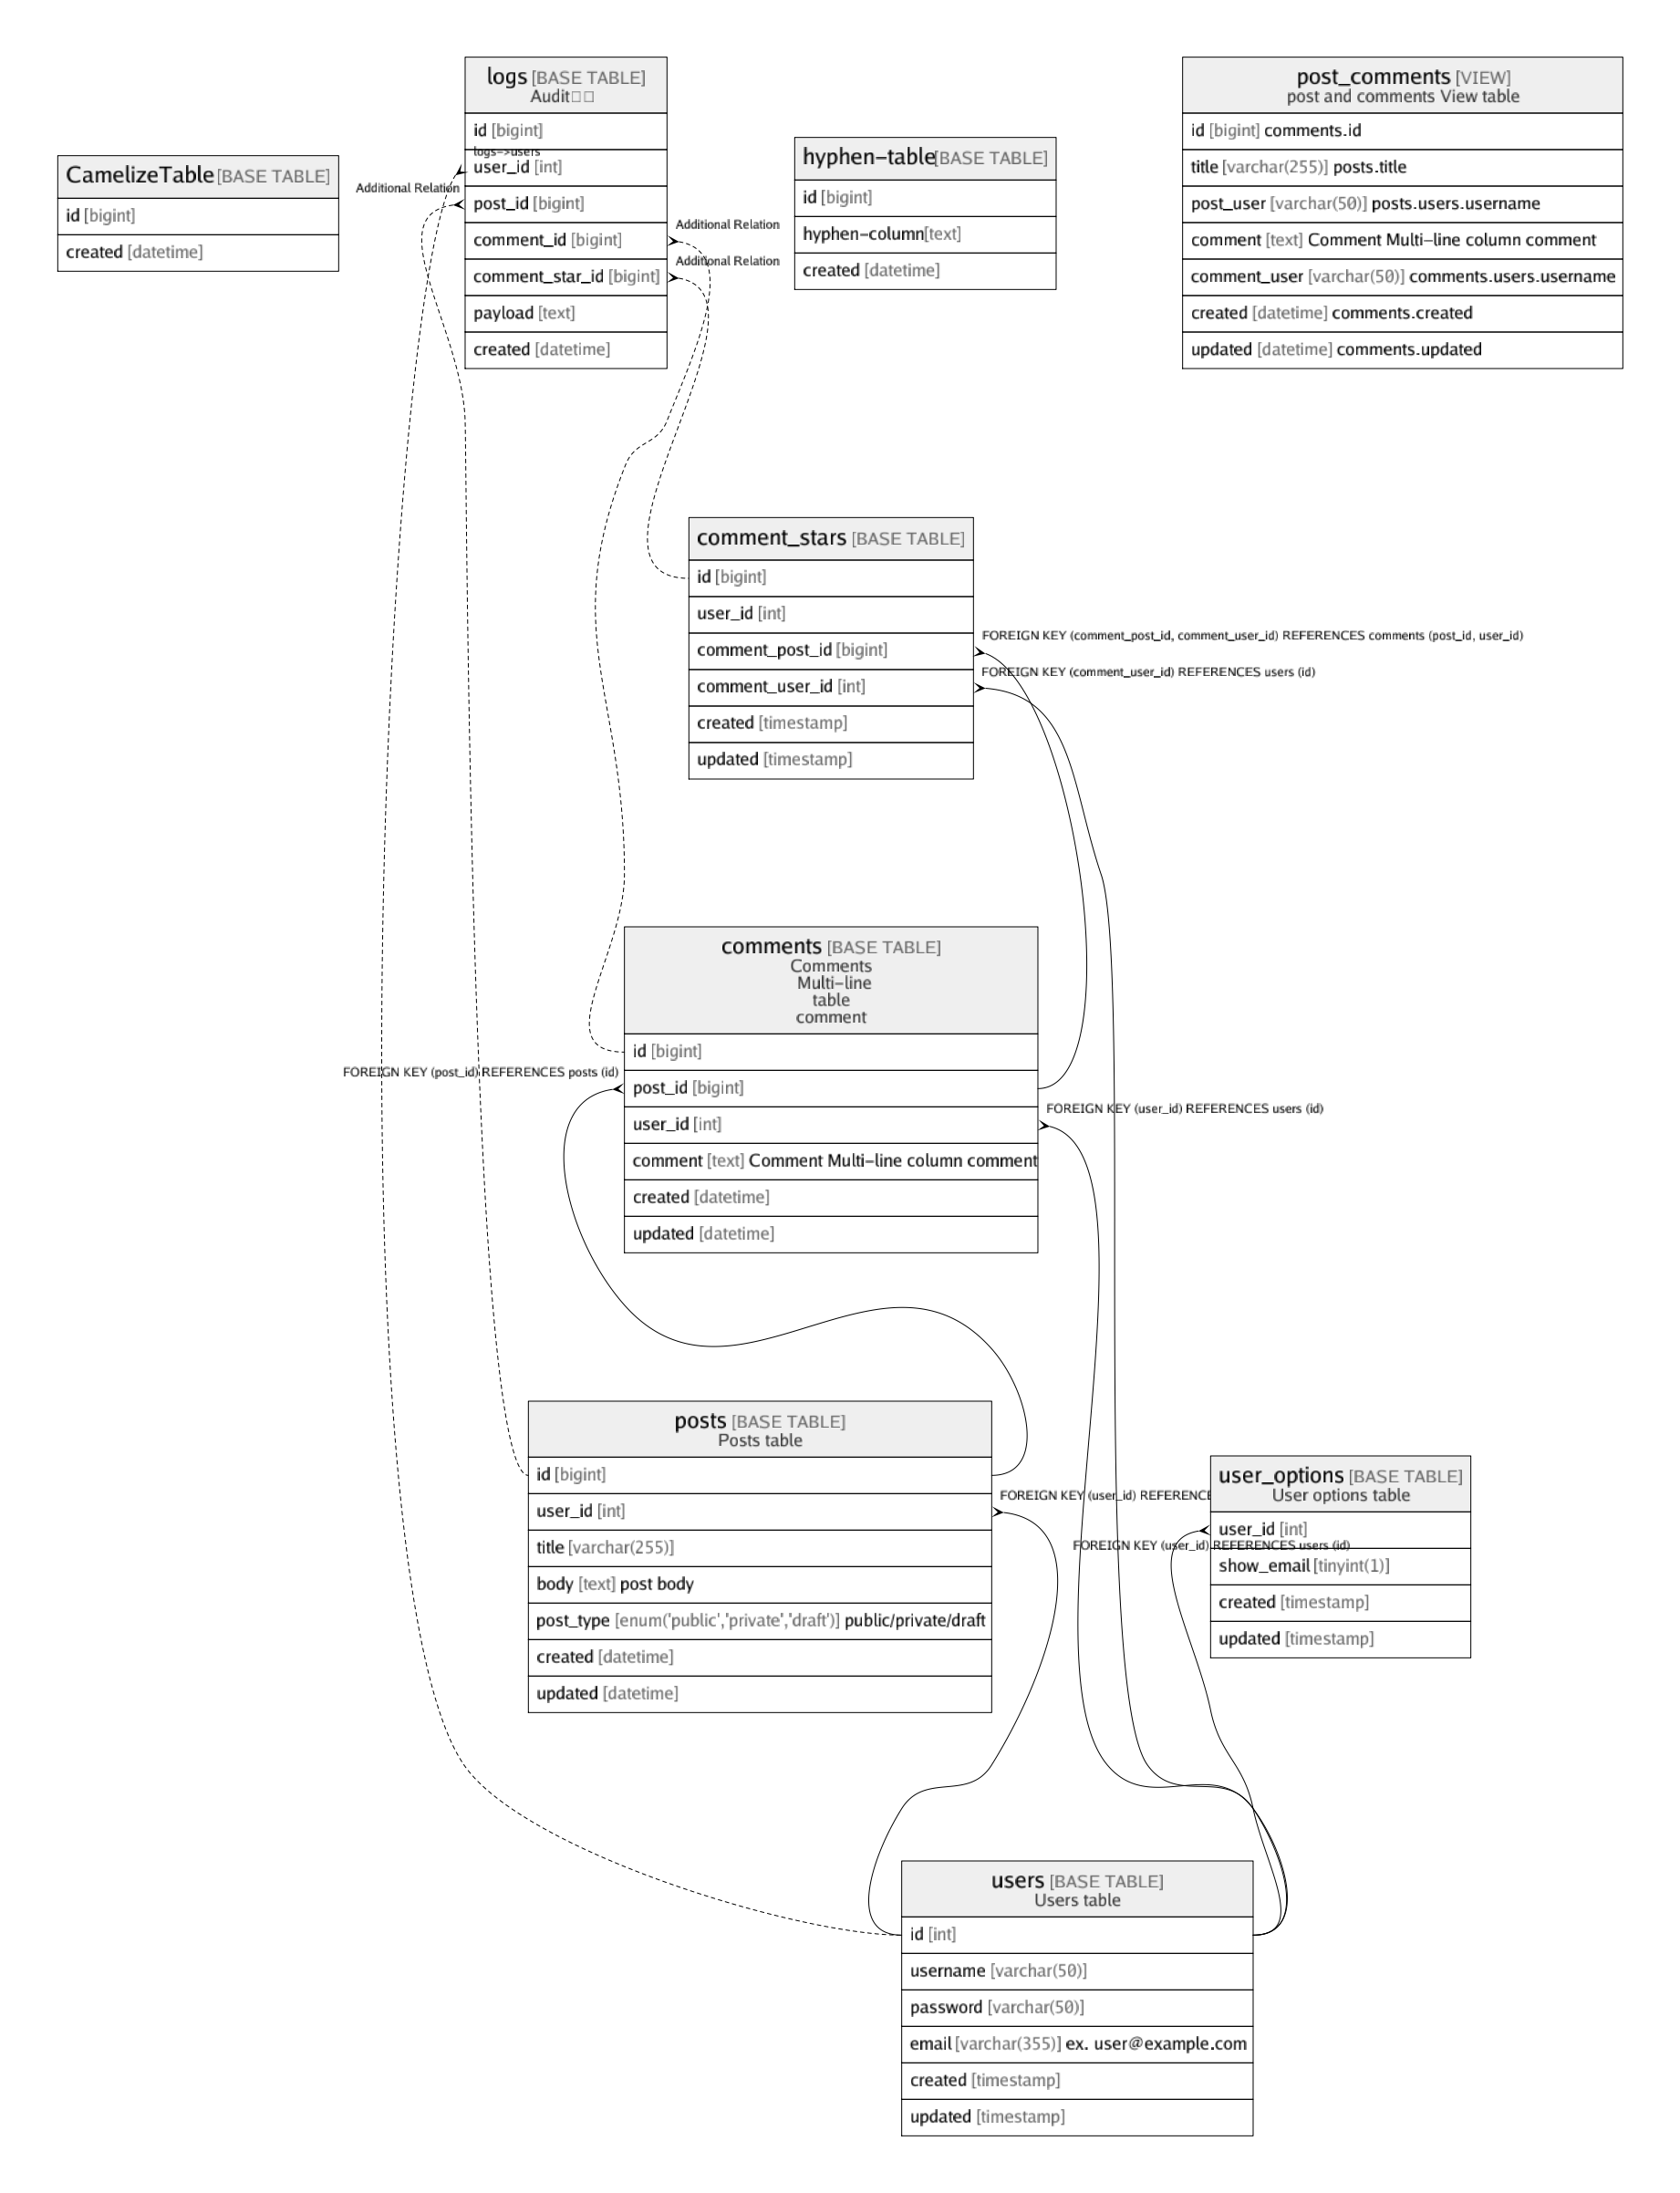 logs [BASE TABLE]
Audit
id [bigint]
logs->users
user_id [int]
Additional Relation
post_id [bigint]
comment_id [bigint]
Additional Relation
comment_star_id [bigint]
Additional Relation
payload [text]
created [datetime]
CamelizeTable [BASE TABLE]
id [bigint]
created [datetime]
hyphen-table [BASE TABLE]
id [bigint]
hyphen-column [text]
created [datetime]
post_comments [VIEW]
post and comments View table
id [bigint] comments.id
title [varchar(255)] posts.title
post_user [varchar(50)] posts.users.username
comment [text] Comment Multi-line column comment
comment_user [varchar(50)] comments.users.username
created [datetime] comments.created
updated [datetime] comments.updated
comment_stars [BASE TABLE]
id [bigint]
user_id [int]
FOREIGN KEY (comment_post_id, comment_user_id) REFERENCES comments (post_id, user_id)
comment_post_id [bigint]
FOREIGN KEY (comment_user_id) REFERENCES users (id)
comment_user_id [int]
created [timestamp]
updated [timestamp]
comments [BASE TABLE]
Comments
Multi-line
table
comment
id [bigint]
FOREIGN KEY (post_id) REFERENCES posts (id)
post_id [bigint]
FOREIGN KEY (user_id) REFERENCES users (id)
user_id [int]
comment [text] Comment Multi-line column comment
created [datetime]
updated [datetime]
posts [BASE TABLE]
Posts table
id [bigint]
FOREIGN KEY (user_id) REFERENCE
user_id [int]
title [varchar(255)]
body [text] post body
post_type [enum('public','private','draft')] public/private/draft
created [datetime]
updated [datetime]
user_options [BASE TABLE]
User options table
user_id [int]
FOREIGN KEY (user_id) REFERENCES users (id)
show_email [tinyint(1)]
created [timestamp]
updated [timestamp]
users [BASE TABLE]
Users table
id [int]
username [varchar(50)]
password [varchar(50)]
email [varchar(355)] ex. user@example.com
created [timestamp]
updated [timestamp]